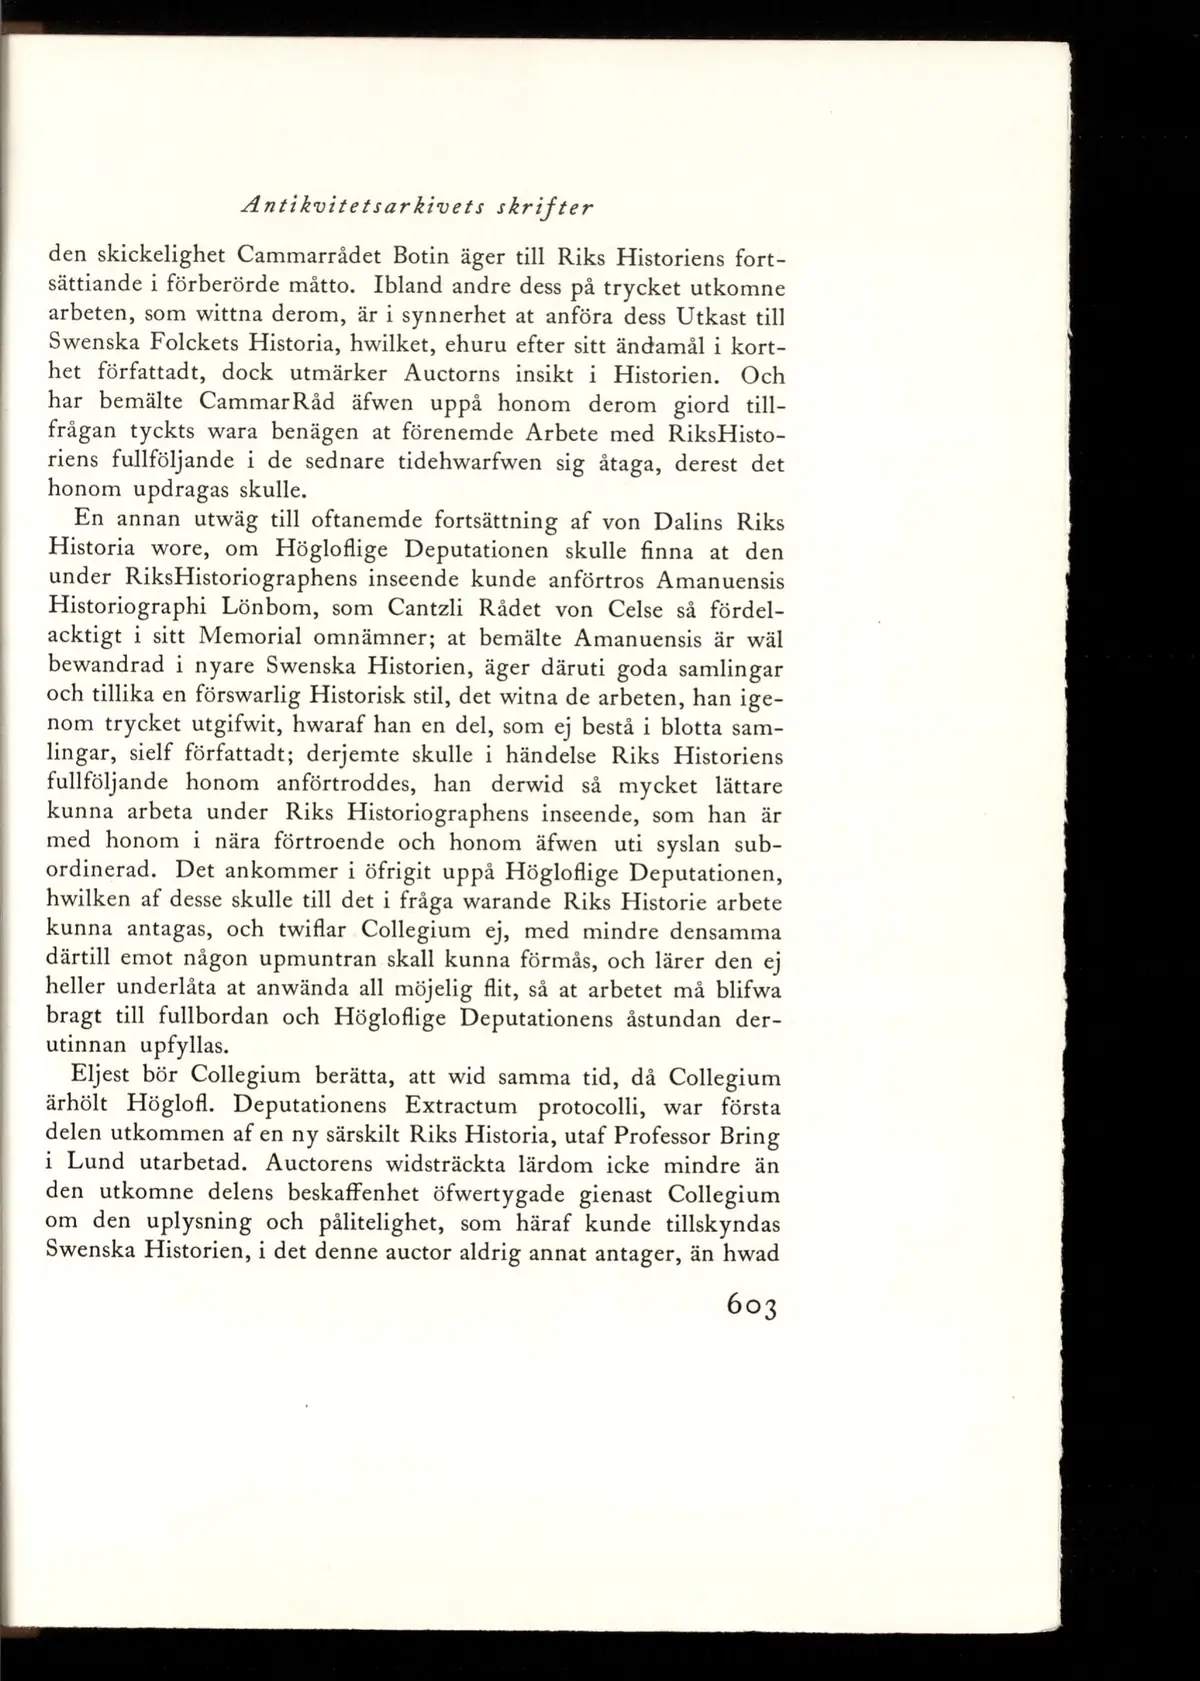 Antikvitetsarkivets skrifter
den skickelighet Cammarrådet Botin äger till Riks Historiens fort-
sättiande i förberörde måtto. Ibland andre dess på trycket utkomne
arbeten, som wittna derom, är i synnerhet at anföra dess Utkast till
Swenska Folckets Historia, hwilket, ehuru efter sitt ändamål i kort-
het författadt, dock utmärker Auctorns insikt i Historien. Och
har bemälte CammarRåd äfwen uppå honom derom giord till-
frågan tyckts wara benägen at förenemde Arbete med RiksHisto-
riens fullföljande i de sednare tidehwarfwen sig åtaga, derest det
honom updragas skulle.
En annan utwäg till oftanemde fortsättning af von Dalins Riks
Historia wore, om Högloflige Deputationen skulle finna at den
under RiksHistoriographens inseende kunde anförtros Amanuensis
Historiographi Lönbom, som Cantzli Rådet von Celse så fördel-
acktigt i sitt Memorial omnämner; at bemälte Amanuensis är wäl
bewandrad i nyare Swenska Historien, äger däruti goda samlingar
och tillika en förswarlig Historisk stil, det witna de arbeten, han ige-
nom trycket utgifwit, hwaraf han en del, som ej bestå i blotta sam-
lingar, sielf författadt; derjemte skulle i händelse Riks Historiens
fullföljande honom anförtroddes, han derwid så mycket lättare
kunna arbeta under Riks Historiographens inseende, som han är
med honom i nära förtroende och honom äfwen uti syslan sub-
ordinerad. Det ankommer i öfrigit uppå Högloflige Deputationen,
hwilken af desse skulle till det i fråga warande Riks Historie arbete
kunna antagas, och twiflar Collegium ej, med mindre densamma
därtill emot någon upmuntran skall kunna förmås, och lärer den ej
heller underlåta at anwända all möjelig flit, så at arbetet må blifwa
bragt till fullbordan och Högloflige Deputationens åstundan der-
utinnan upfyllas.
Eljest bör Collegium berätta, att wid samma tid, då Collegium
ärhölt Höglofl. Deputationens Extractum protocolli, war första
delen utkommen af en ny särskilt Riks Historia, utaf Professor Bring
i Lund utarbetad. Auctorens widsträckta lärdom icke mindre än
den utkomne delens beskaffenhet öfwertygade gienast Collegium
om den uplysning och pålitelighet, som häraf kunde tillskyndas
Swenska Historien, i det denne auctor aldrig annat antager, än hwad
603